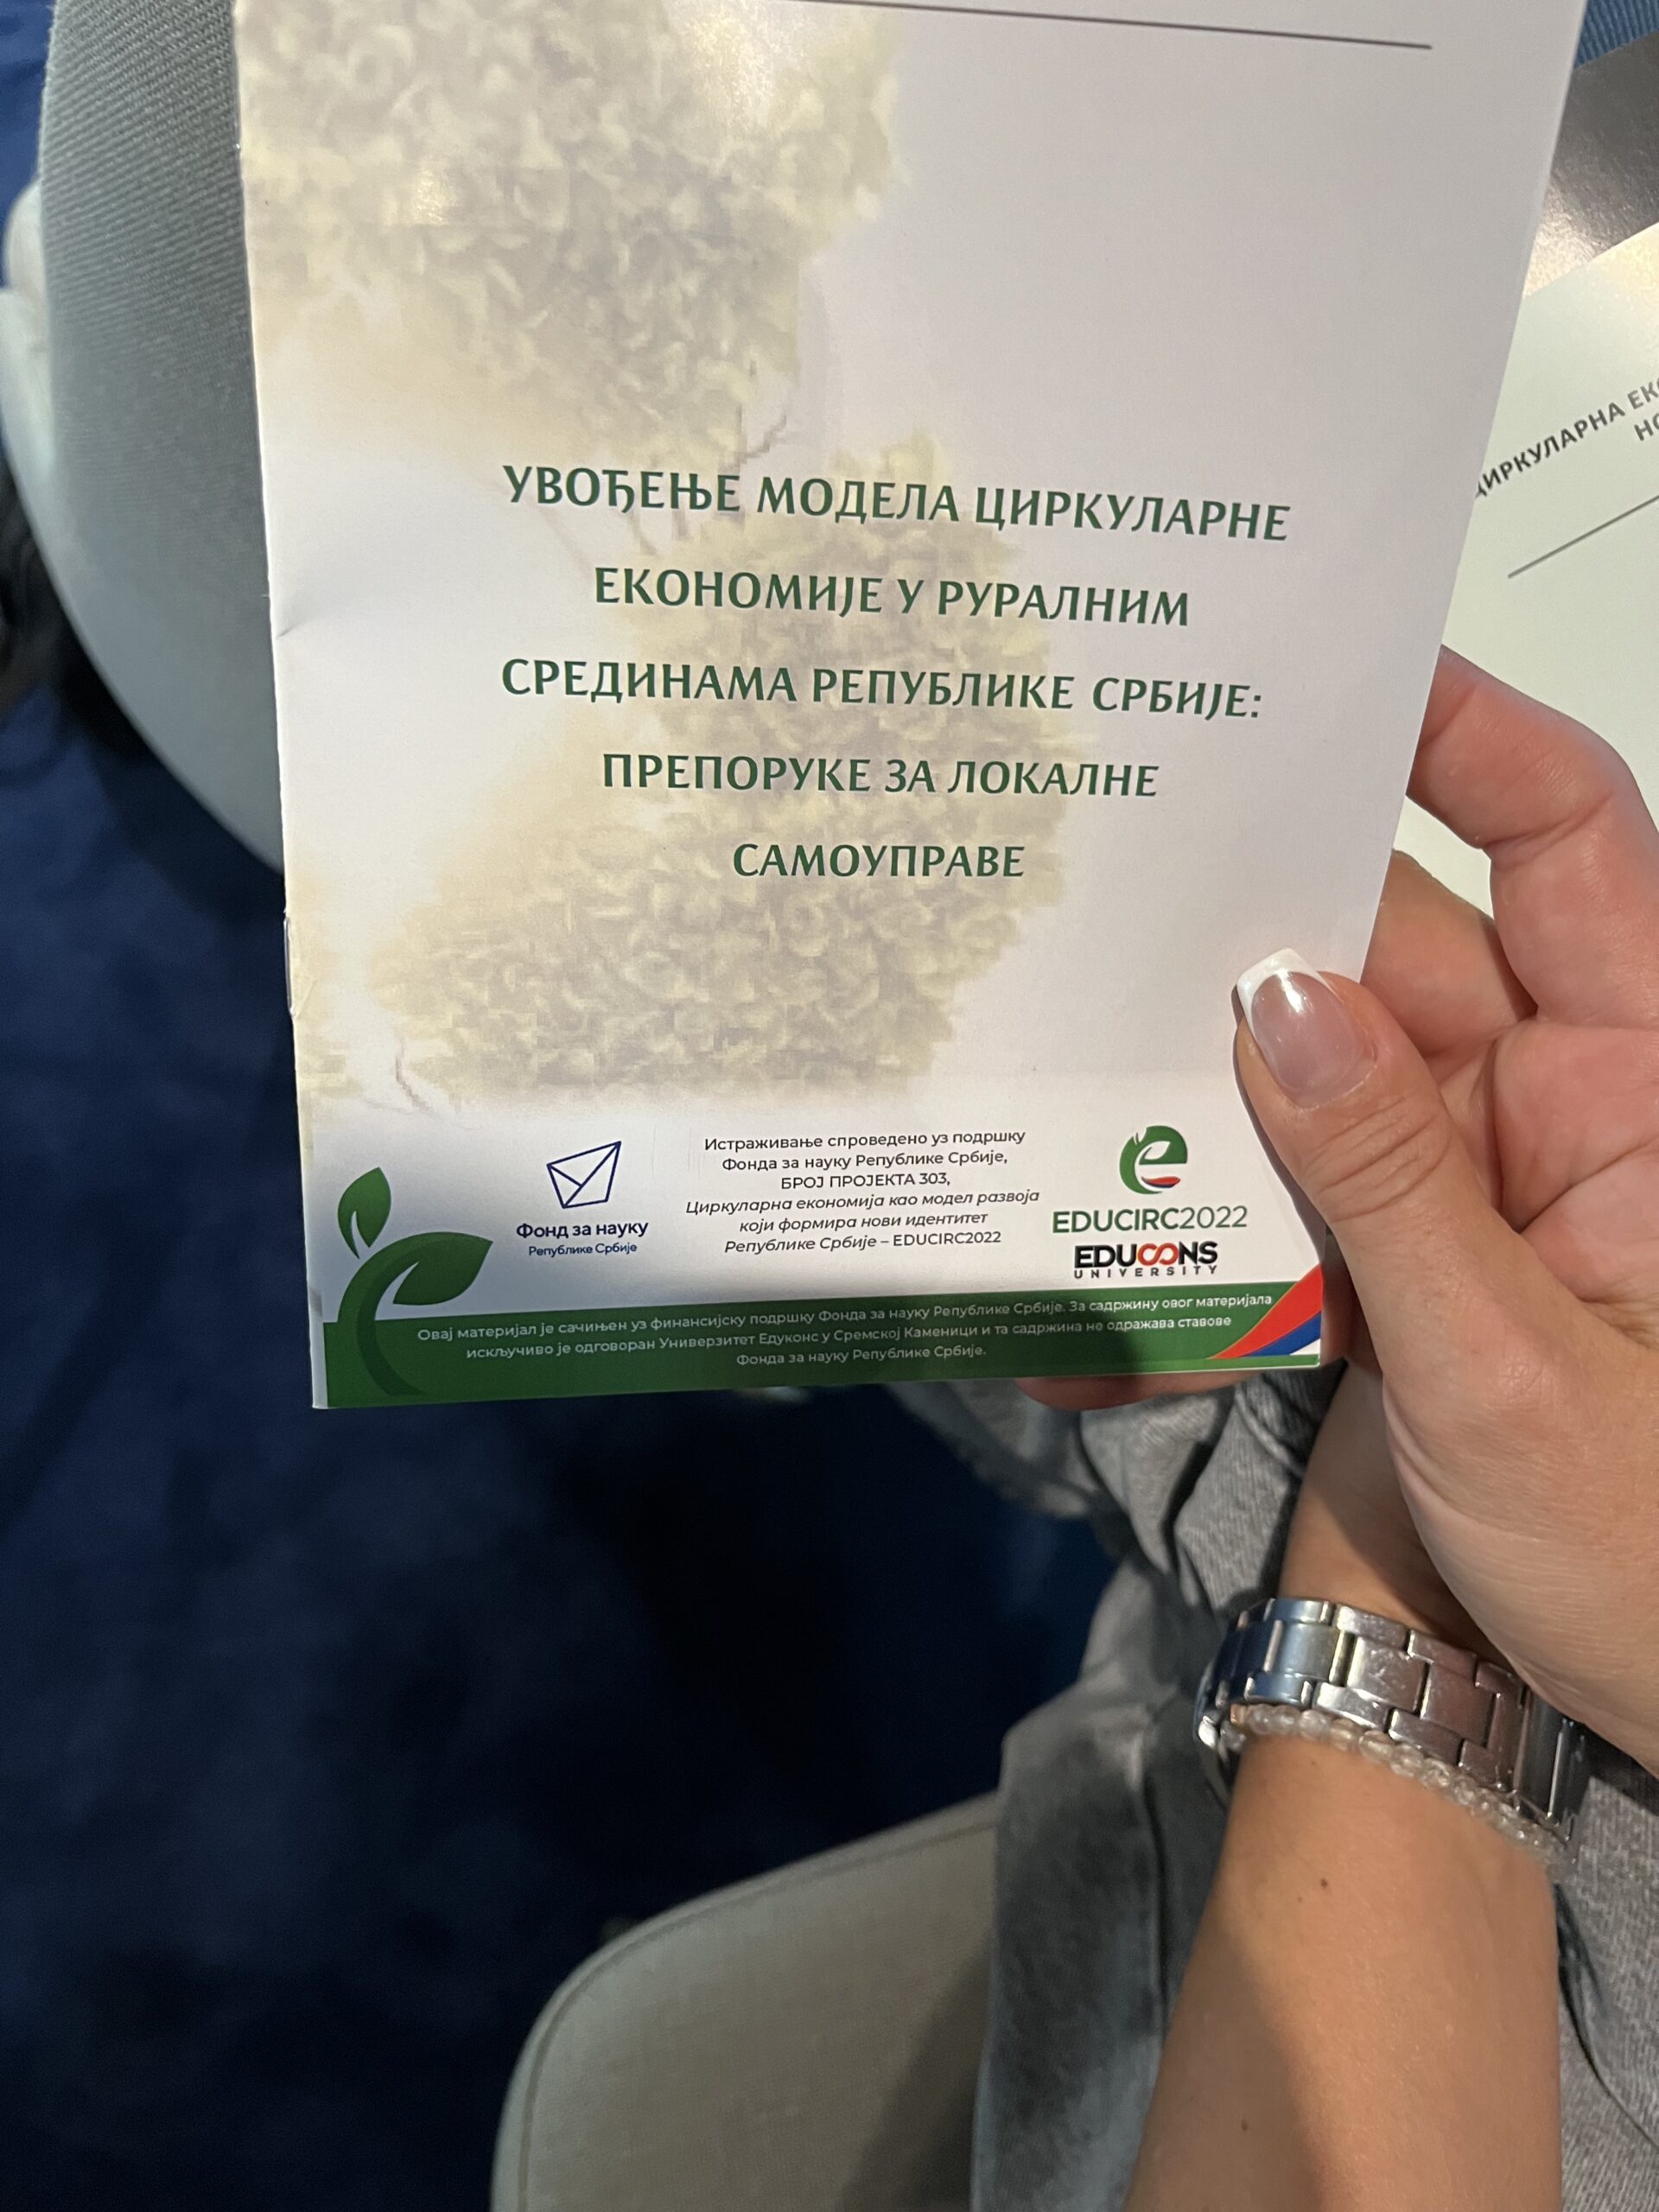 УВОЂЕЊЕ МОДЕЛА ЦИРКУЛАРНЕ
ЕКОНОМИЈЕ У РУРАЛНИМ
СРЕДИНАМА РЕПУБЛИКЕ СРБИЈЕ:
ПРЕПОРУКЕ ЗА ЛОКАЛНЕ
САМОУПРАВЕ
Фонд за науку
Републике Србије
Истраживање спроведено уз подршку
Фонда за науку Републике Србије,
БРОЈ ПРОЈЕКТА 303,
Циркуларна економија као модел развоја
који формира нови идентитет
Републике Србије – EDUCIRC2022
EDUCIRC2022
EDUCONS
UNIVERSITY
Овај материјал је сачињен уз финансијску подршку Фонда за науку Републике Србије. За садржину овог материјала
искључиво је одговоран Универзитет Едуконс у Сремској Каменици и та садржина не одражава ставове
Фонда за науку Републике Србије.
ЦИРКУЛАРНА